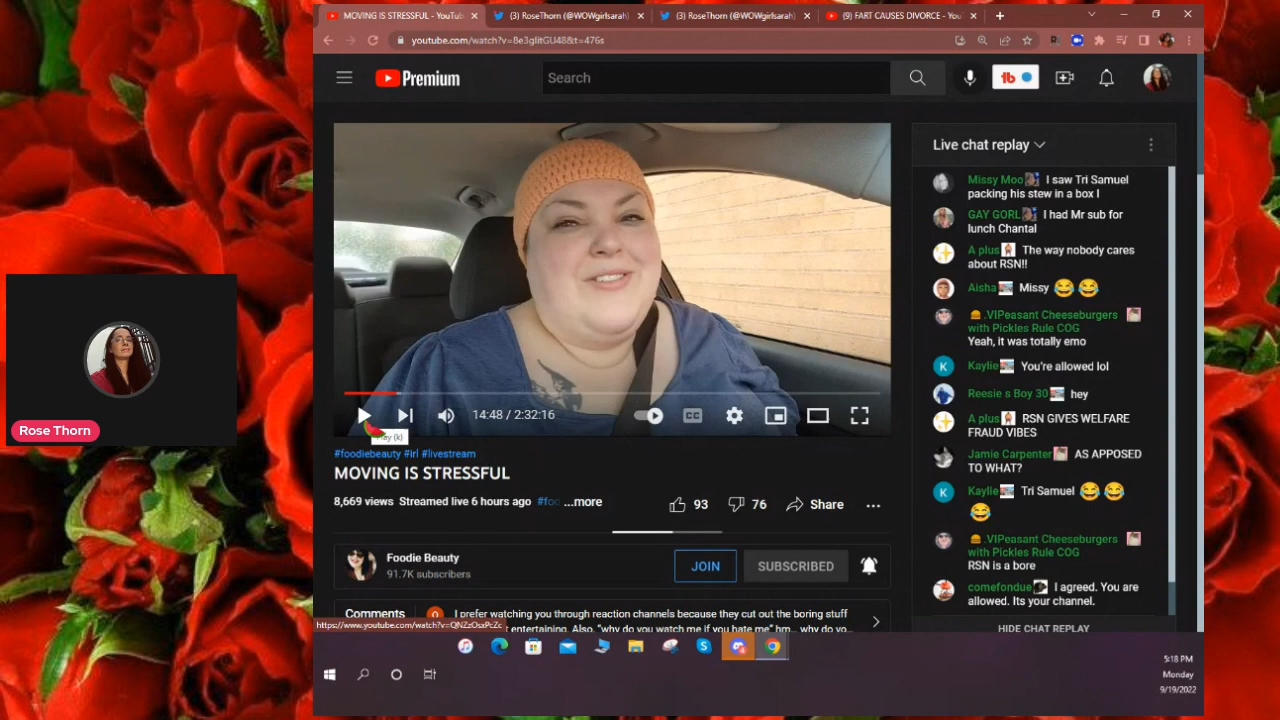 MOVING IS STRESSFUL - YouTu
(3) RoseThorn (@WOWgirlsarah)
(3) RoseThorn (@WOWgirlsarah)
(9) FART CAUSES DIVORCE - You
youtube.com/watch?v=8e3glitGU48&t=476s
Premium
Search
Live chat replay
Missy Moo I saw Tri Samuel
packing his stew in a box l
GAY GORL I had Mr sub for
lunch Chantal
A plus The way nobody cares
about RSN!!
Aisha Missy 😂 😂
🍔.VIPeasant Cheeseburgers
with Pickles Rule COG
Yeah, it was totally emo
K
Kaylie You're allowed lol
Reesie s Boy 30 hey
A plus RSN GIVES WELFARE
FRAUD VIBES
Jamie Carpenter AS APPOSED
TO WHAT?
K
Kaylie Tri Samuel 😂 😂
😂
🍔.VIPeasant Cheeseburgers
with Pickles Rule COG
RSN is a bore
comefondue I agreed. You are
allowed. Its your channel.
HIDE CHAT REPLAY
14:48 / 2:32:16
CC
Play (k)
#foodiebeauty #irl #livestream
MOVING IS STRESSFUL
8,669 views Streamed live 6 hours ago #foo ...more
93
76
Share
Foodie Beauty
91.7K subscribers
JOIN
SUBSCRIBED
Comments
I prefer watching you through reaction channels because they cut out the boring stuff
t entertaining. Also, "why do you watch me if you hate me" hm... why do yo...
Rose Thorn
5:18 PM
Monday
9/19/2022